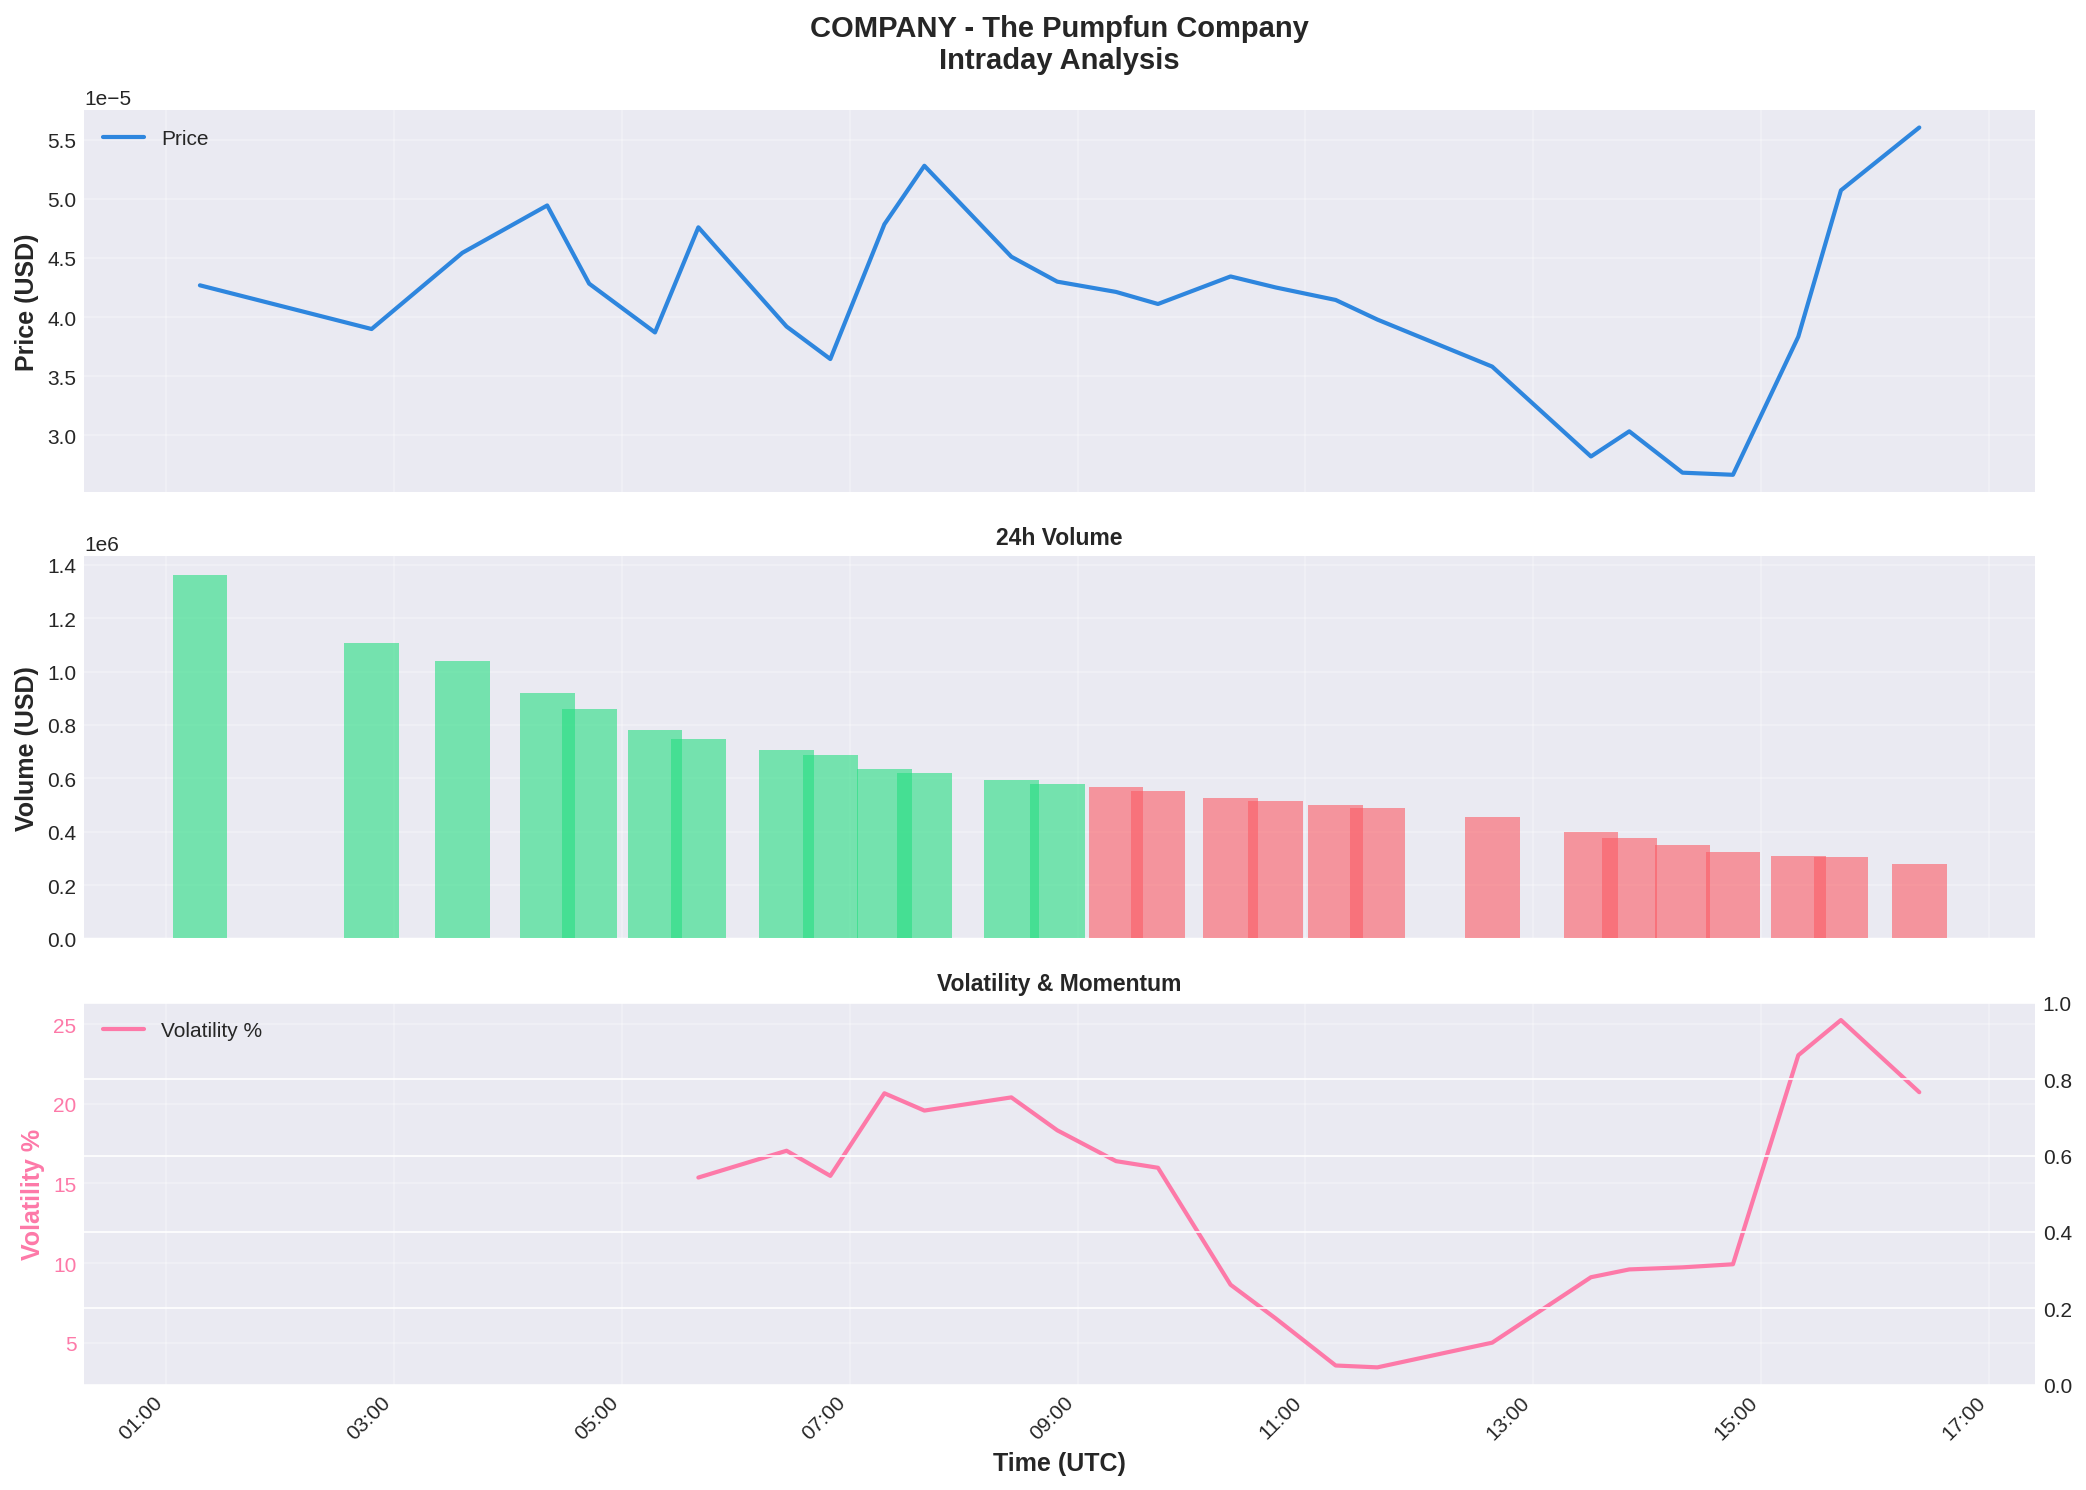 COMPANY - The Pumpfun Company
Intraday Analysis
1e−5
Price
5.5
5.0
4.5
4.0
3.5
3.0
Price (USD)
24h Volume
1e6
1.4
1.2
1.0
0.8
0.6
0.4
0.2
0.0
Volume (USD)
Volatility & Momentum
Volatility %
25
20
15
10
5
Volatility %
1.0
0.8
0.6
0.4
0.2
0.0
01:00
03:00
05:00
07:00
09:00
11:00
13:00
15:00
17:00
Time (UTC)